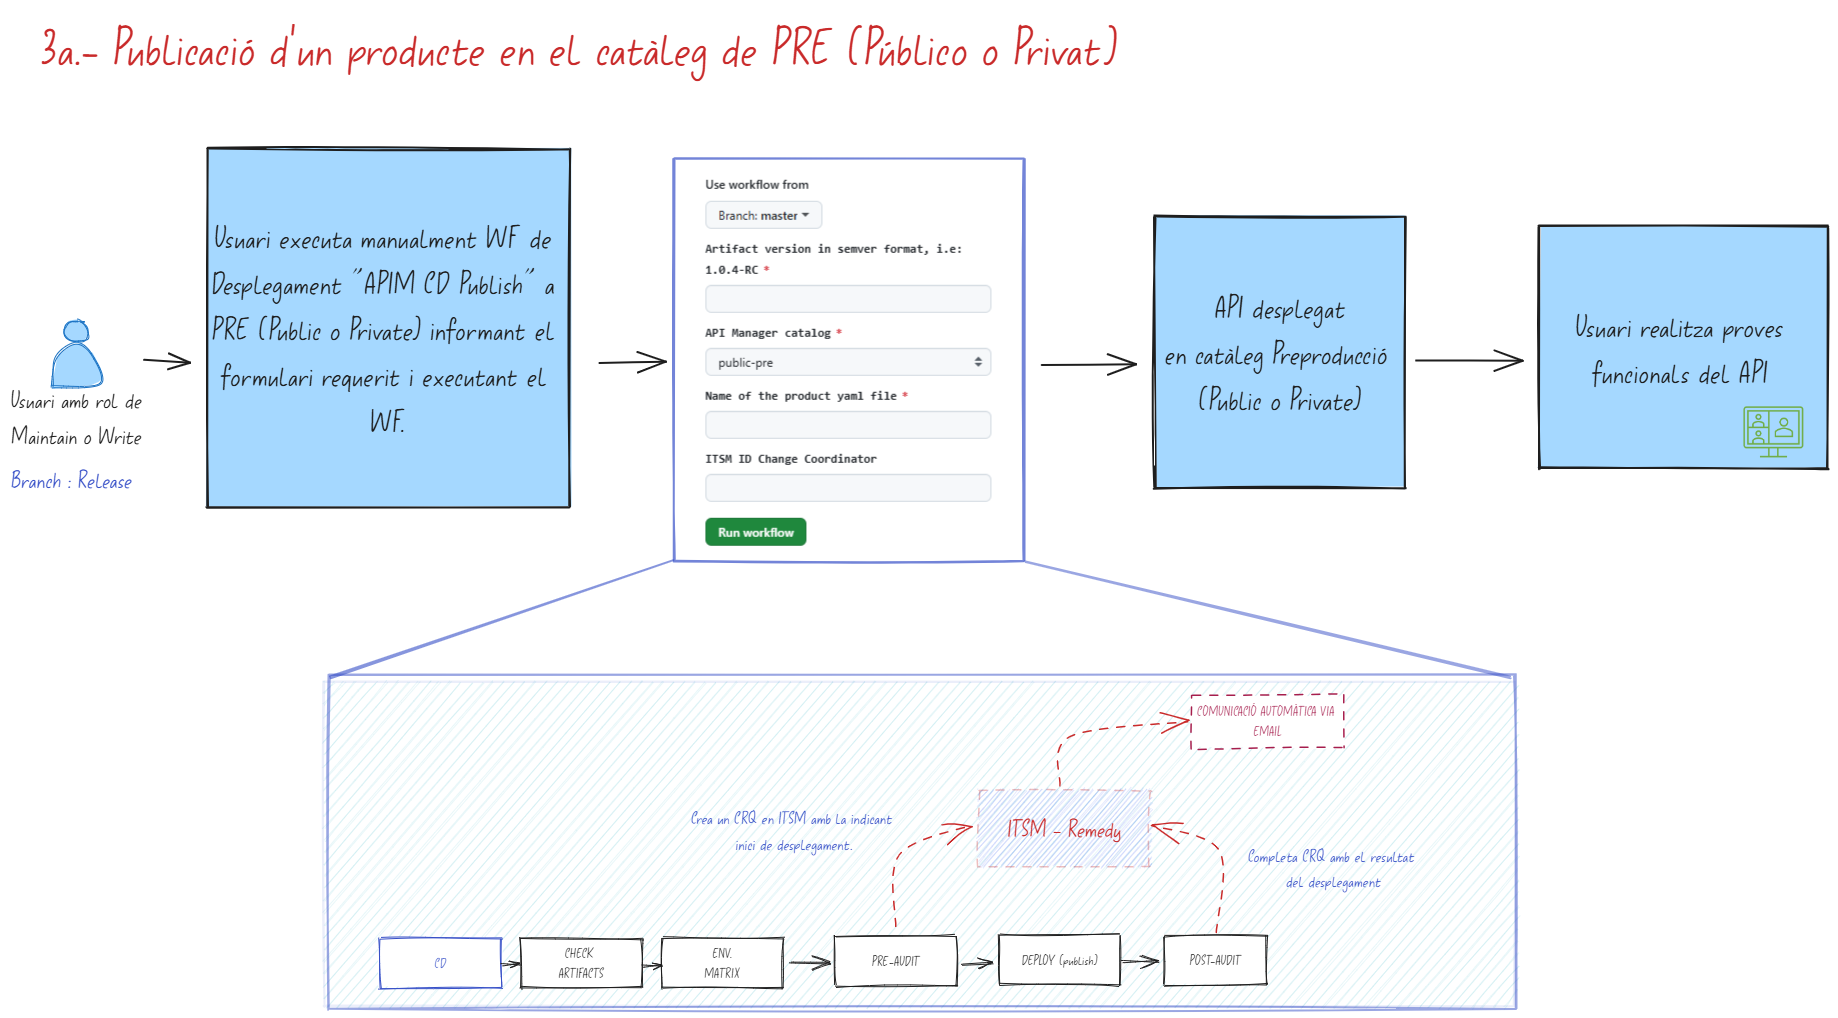 3a.- Publicació d'un producte en el catàleg de PRE (Público o Privat)
Usuari amb rol de
Maintain o Write
Branch : Release
Usuari executa manualment WF de
Desplegament "APIM CD Publish" a
PRE (Public o Private) informant el
formulari requerit i executant el
WF.
Use workflow from
Branch: master
Artifact version in semver format, i.e:
1.0.4-RC *
API Manager catalog *
public-pre
Name of the product yaml file *
ITSM ID Change Coordinator
Run workflow
API desplegat
en catàleg Preproducció
(Public o Private)
Usuari realitza proves
funcionals del API
COMUNICACIÓ AUTOMÀTICA VIA
EMAIL
Crea un CRQ en ITSM amb la indicant
inici de desplegament.
ITSM - Remedy
Completa CRQ amb el resultat
del desplegament
CD
CHECK
ARTIFACTS
ENV.
MATRIX
PRE-AUDIT
DEPLOY (publish)
POST-AUDIT